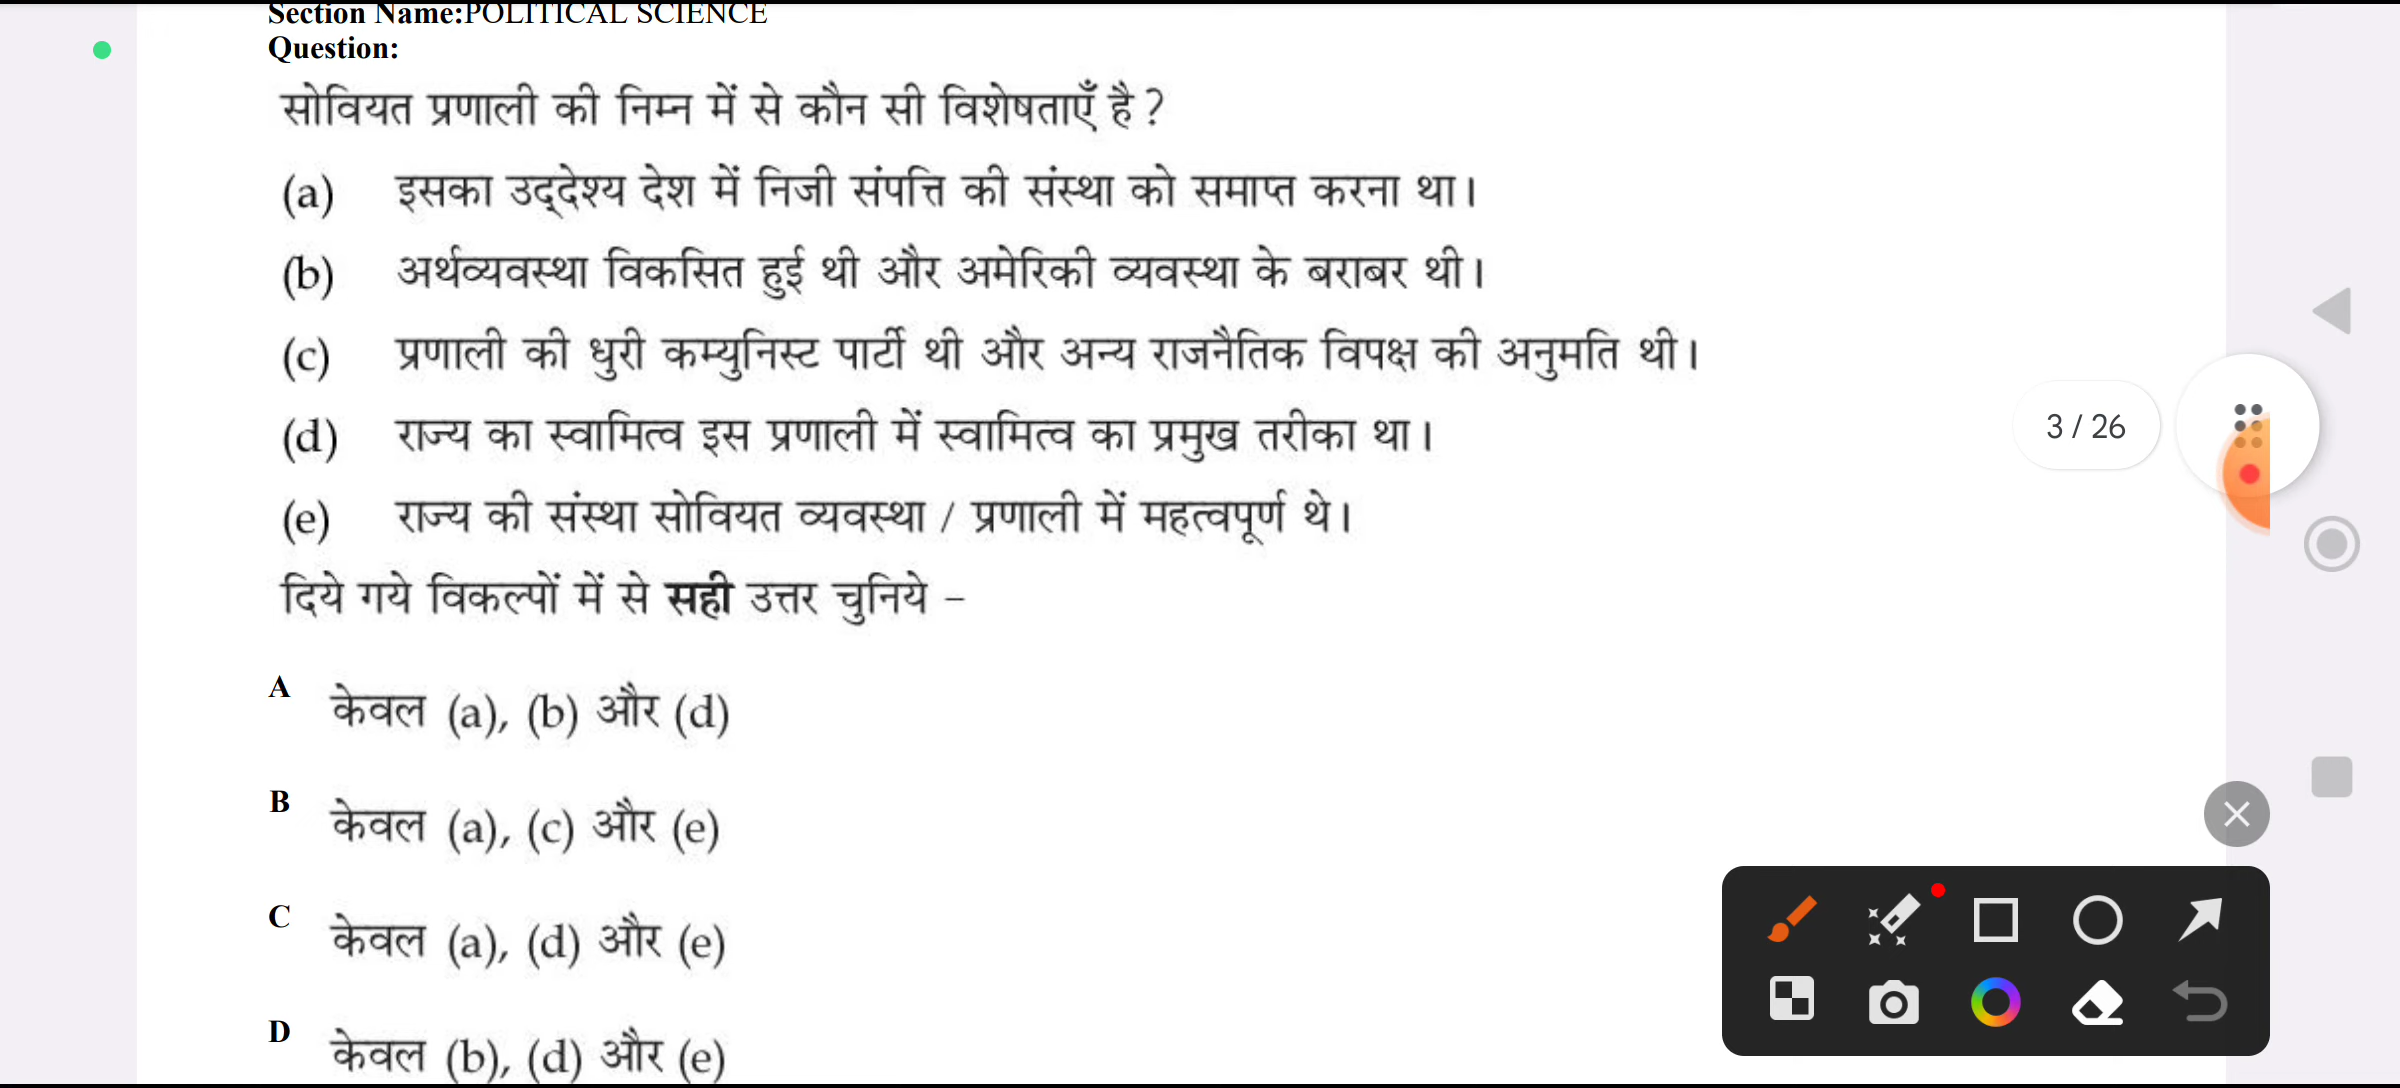 Section Name:POLITICAL SCIENCE
Question:
सोवियत प्रणाली की निम्न में से कौन सी विशेषताएँ है ?
(a) इसका उद्देश्य देश में निजी संपत्ति की संस्था को समाप्त करना था।
(b) अर्थव्यवस्था विकसित हुई थी और अमेरिकी व्यवस्था के बराबर थी।
(c) प्रणाली की धुरी कम्युनिस्ट पार्टी थी और अन्य राजनैतिक विपक्ष की अनुमति थी।
(d) राज्य का स्वामित्व इस प्रणाली में स्वामित्व का प्रमुख तरीका था।
3 / 26
(e) राज्य की संस्था सोवियत व्यवस्था / प्रणाली में महत्वपूर्ण थे।
दिये गये विकल्पों में से सही उत्तर चुनिये –
A केवल (a), (b) और (d)
B केवल (a), (c) और (e)
C केवल (a), (d) और (e)
D केवल (b), (d) और (e)